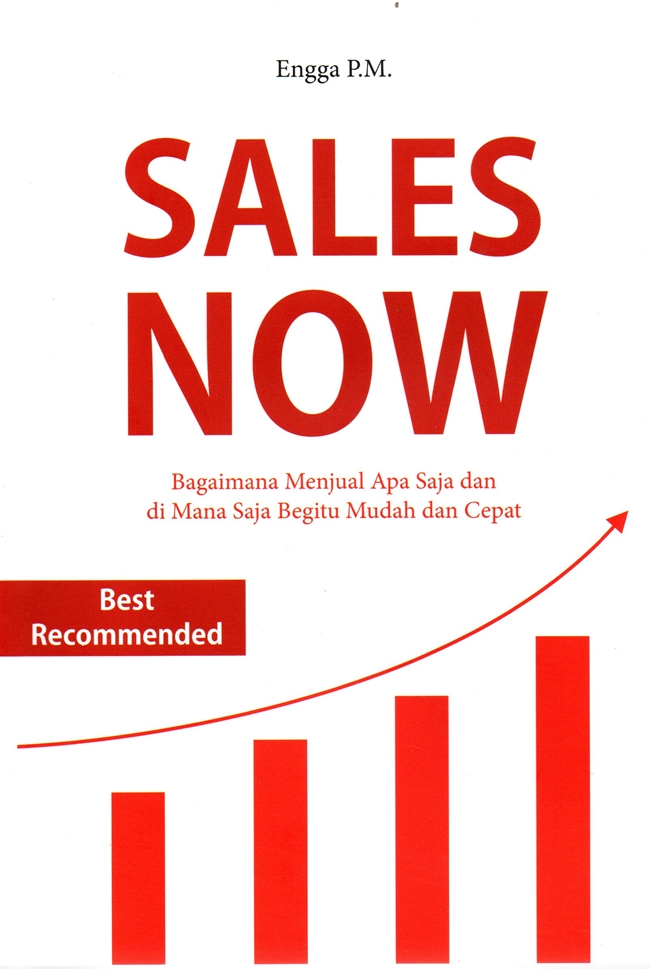 Engga P.M.
SALES
NOW
Bagaimana Menjual Apa Saja dan
di Mana Saja Begitu Mudah dan Cepat
Best
Recommended